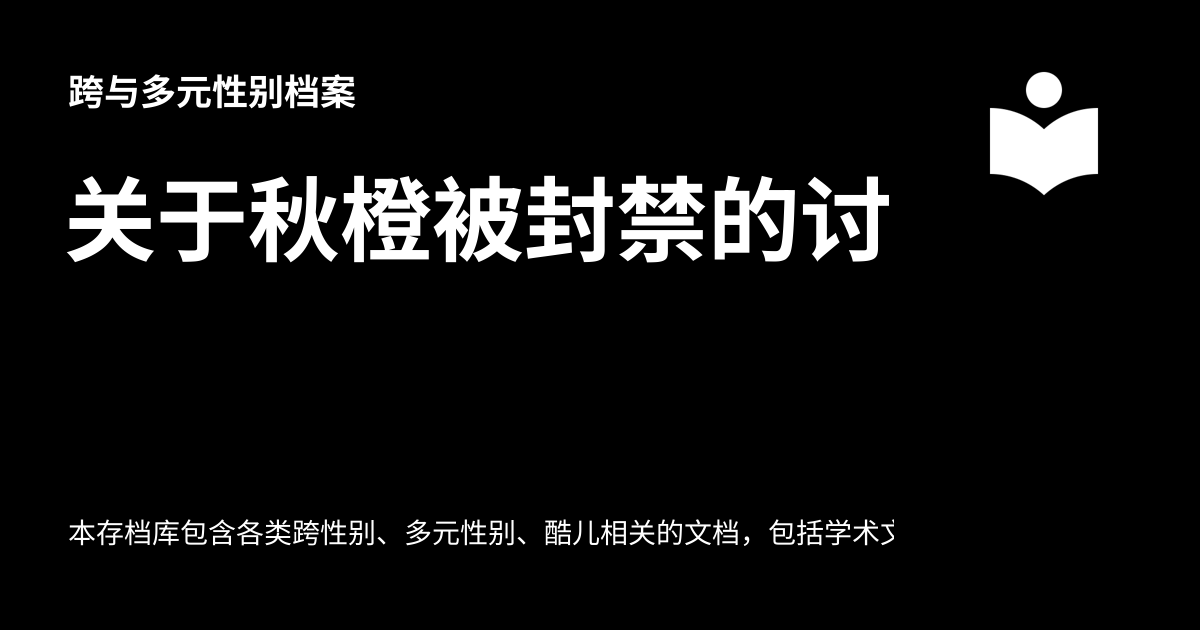 跨与多元性别档案
关于秋橙被封禁的讨
本存档库包含各类跨性别、多元性别、酷儿相关的文档，包括学术